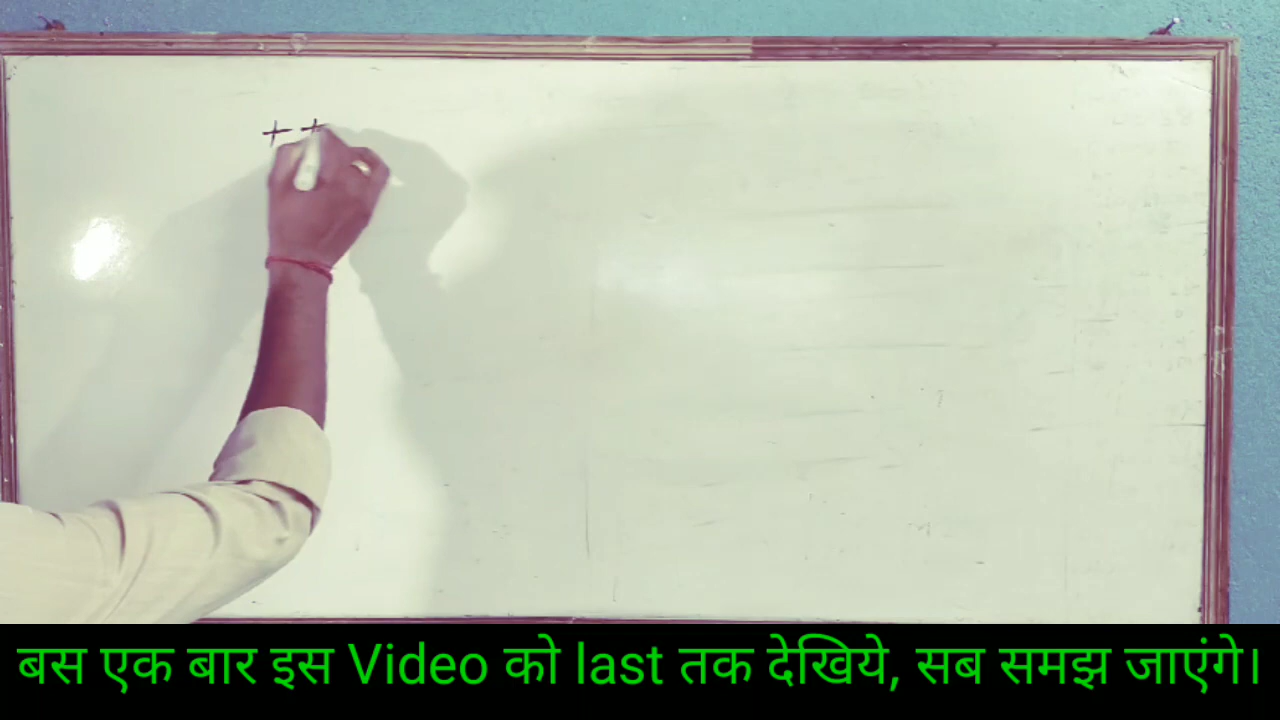 + +
बस एक बार इस Video को last तक देखिये, सब समझ जाएंगे।